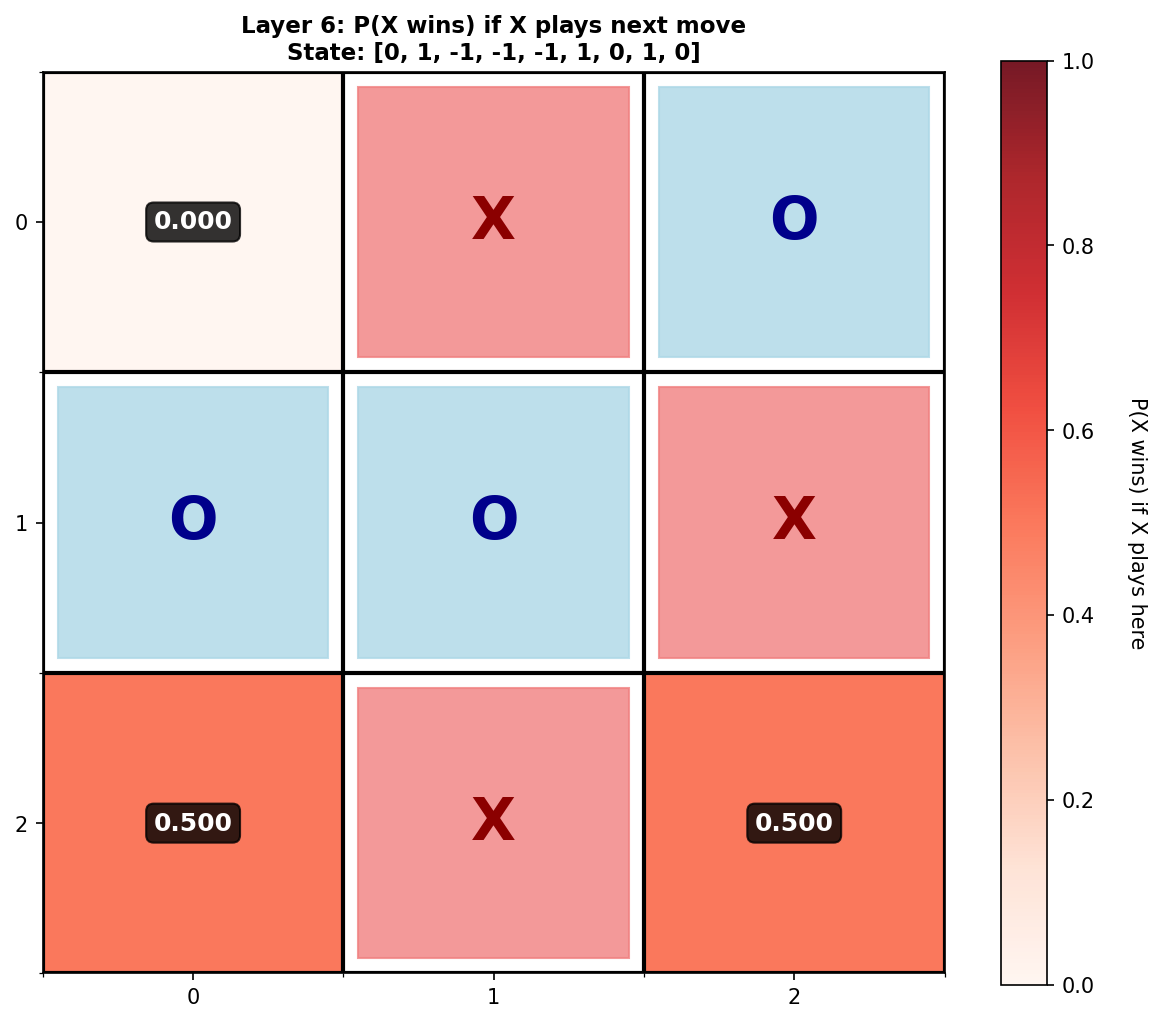 Layer 6: P(X wins) if X plays next move
State: [0, 1, -1, -1, -1, 1, 0, 1, 0]
0
0.000
X
O
1
O
O
X
2
0.500
X
0.500
0
1
2
1.0
0.8
0.6
0.4
0.2
0.0
P(X wins) if X plays here